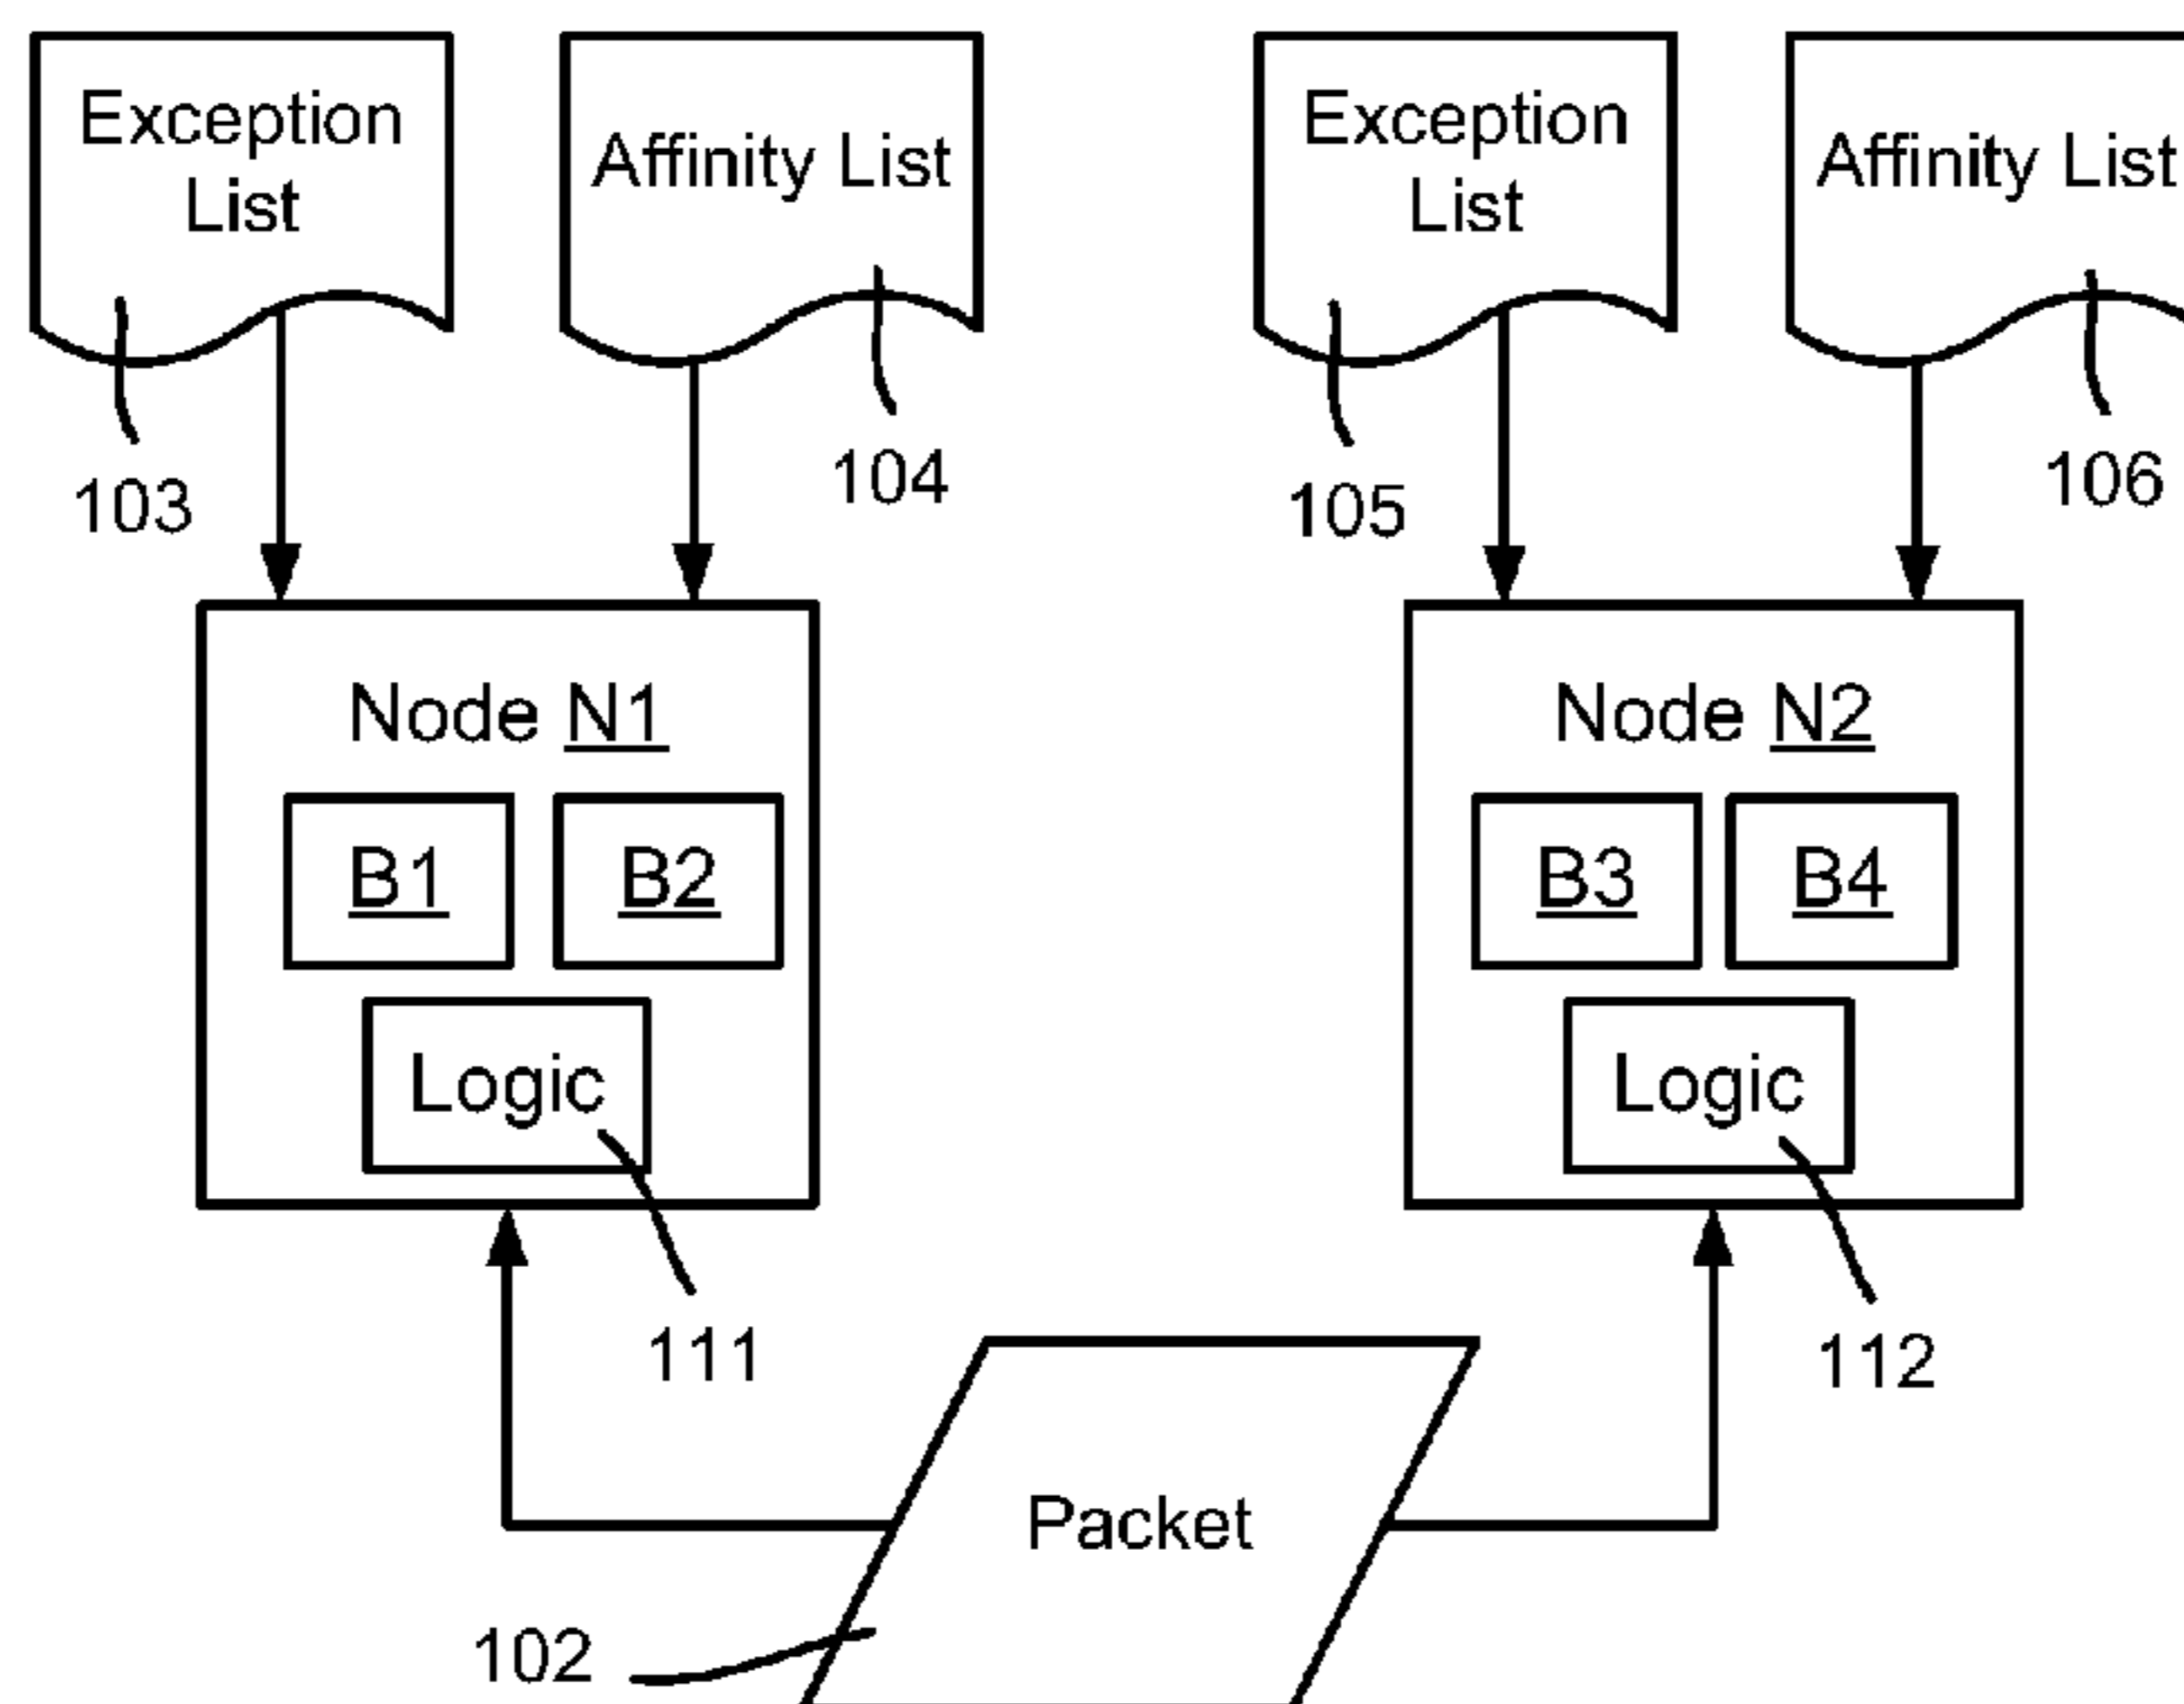 Exception
List
Affinity List
Exception
List
Affinity List
103
104
105
106
Node N1
Node N2
B1
B2
B3
B4
Logic
Logic
111
112
Packet
102